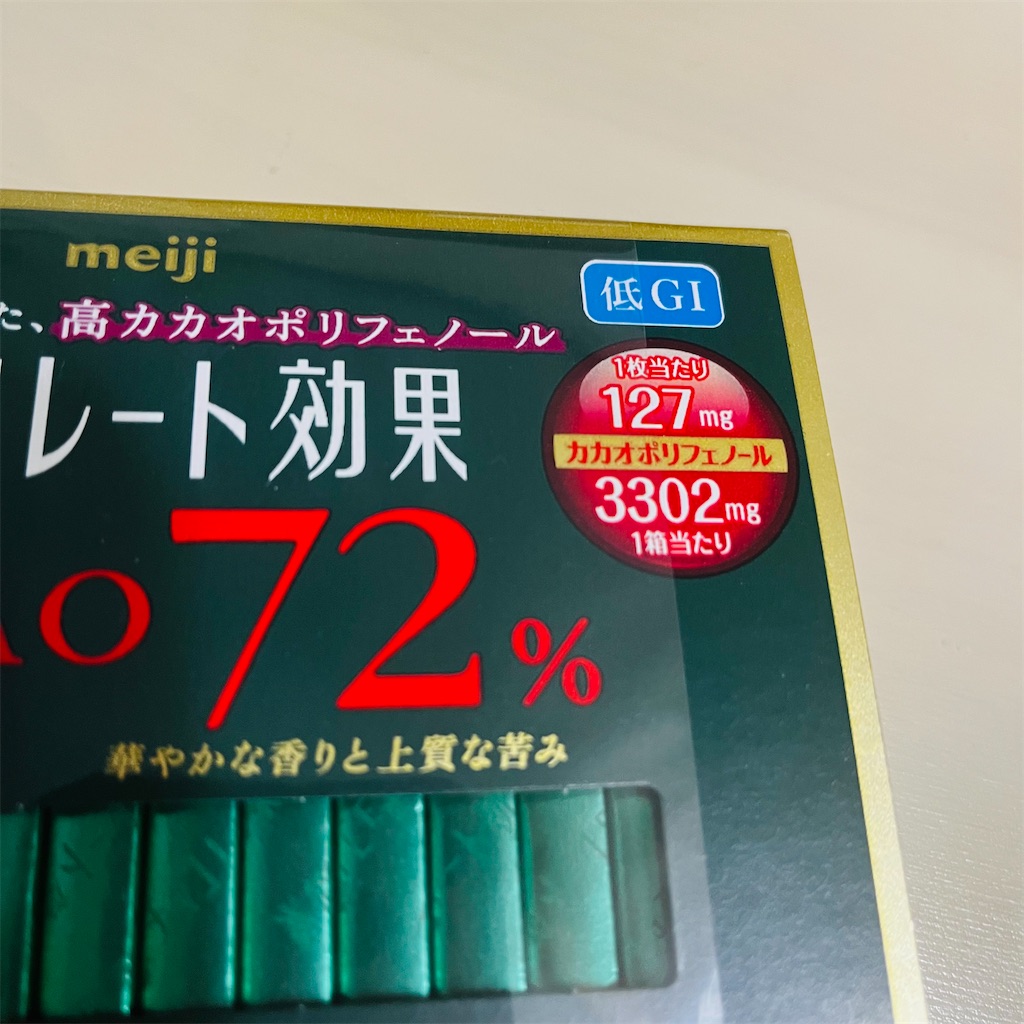 meiji
低GI
た、高カカオポリフェノール
レート効果
1枚当たり
127mg
カカオポリフェノール
3302mg
1箱当たり
AO72%
華やかな香りと上質な苦み